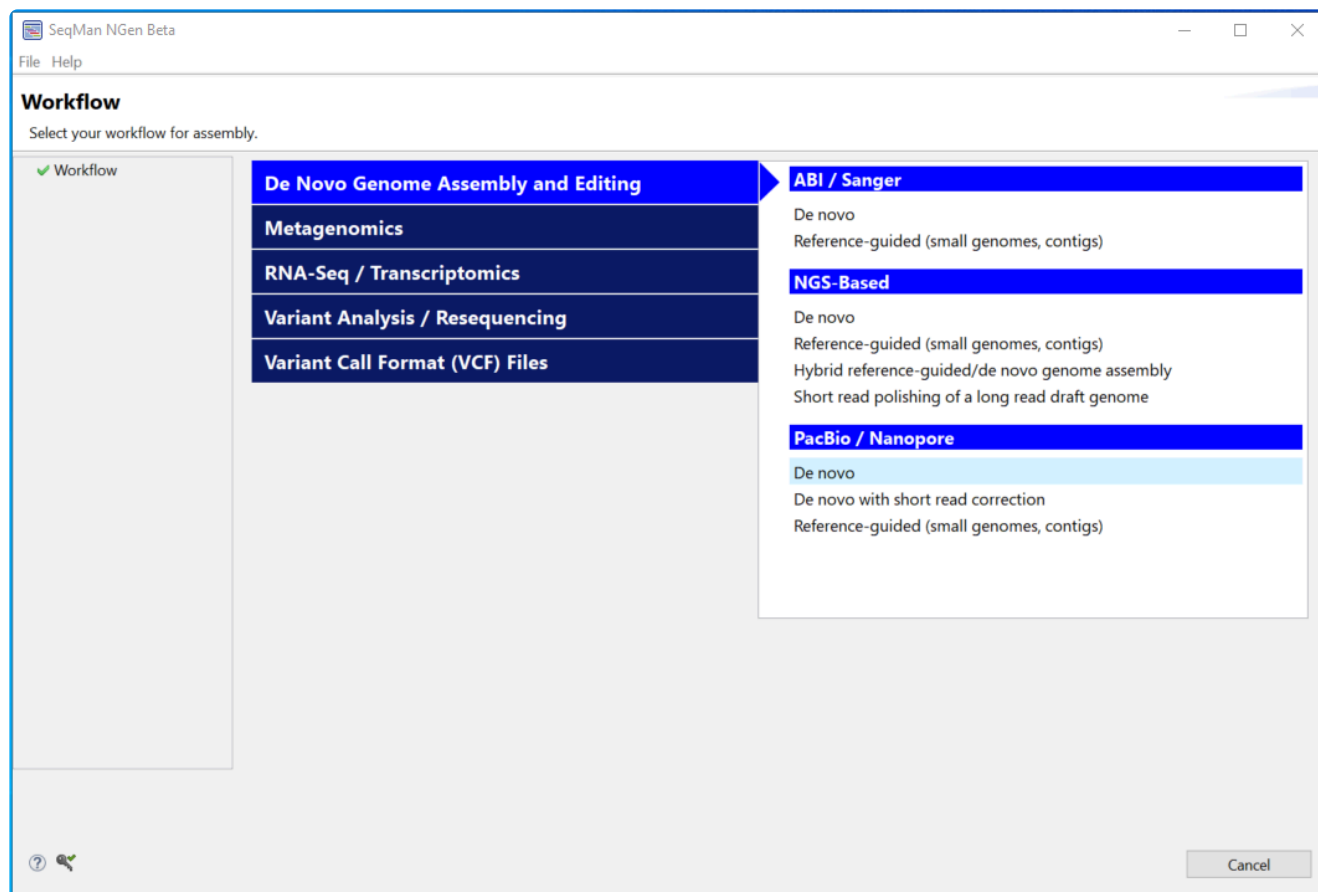 SeqMan NGen Beta
File Help
Workflow
Select your workflow for assembly.
Workflow
De Novo Genome Assembly and Editing
Metagenomics
RNA-Seq / Transcriptomics
Variant Analysis / Resequencing
Variant Call Format (VCF) Files
ABI / Sanger
De novo
Reference-guided (small genomes, contigs)
NGS-Based
De novo
Reference-guided (small genomes, contigs)
Hybrid reference-guided/de novo genome assembly
Short read polishing of a long read draft genome
PacBio / Nanopore
De novo
De novo with short read correction
Reference-guided (small genomes, contigs)
?
Cancel